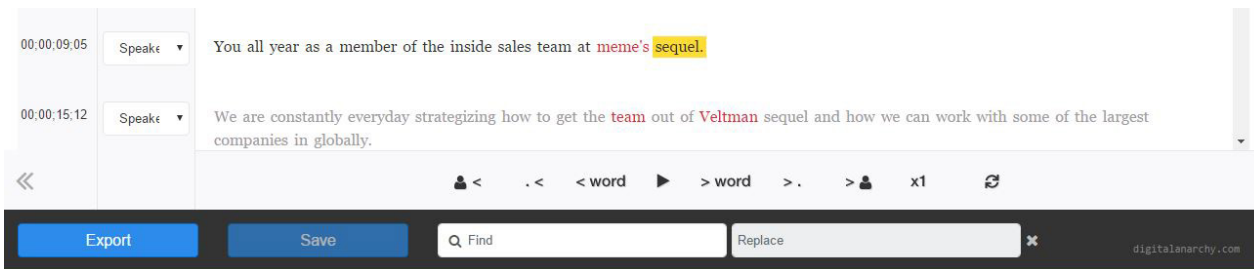 00;00;09;05 Speake You all year as a member of the inside sales team at meme's sequel.
00;00;15;12 Speake We are constantly everyday strategizing how to get the team out of Veltman sequel and how we can work with some of the largest
companies in globally.
< . < < word > word > . > x1
Export Save Find Replace digitalanarchy.com